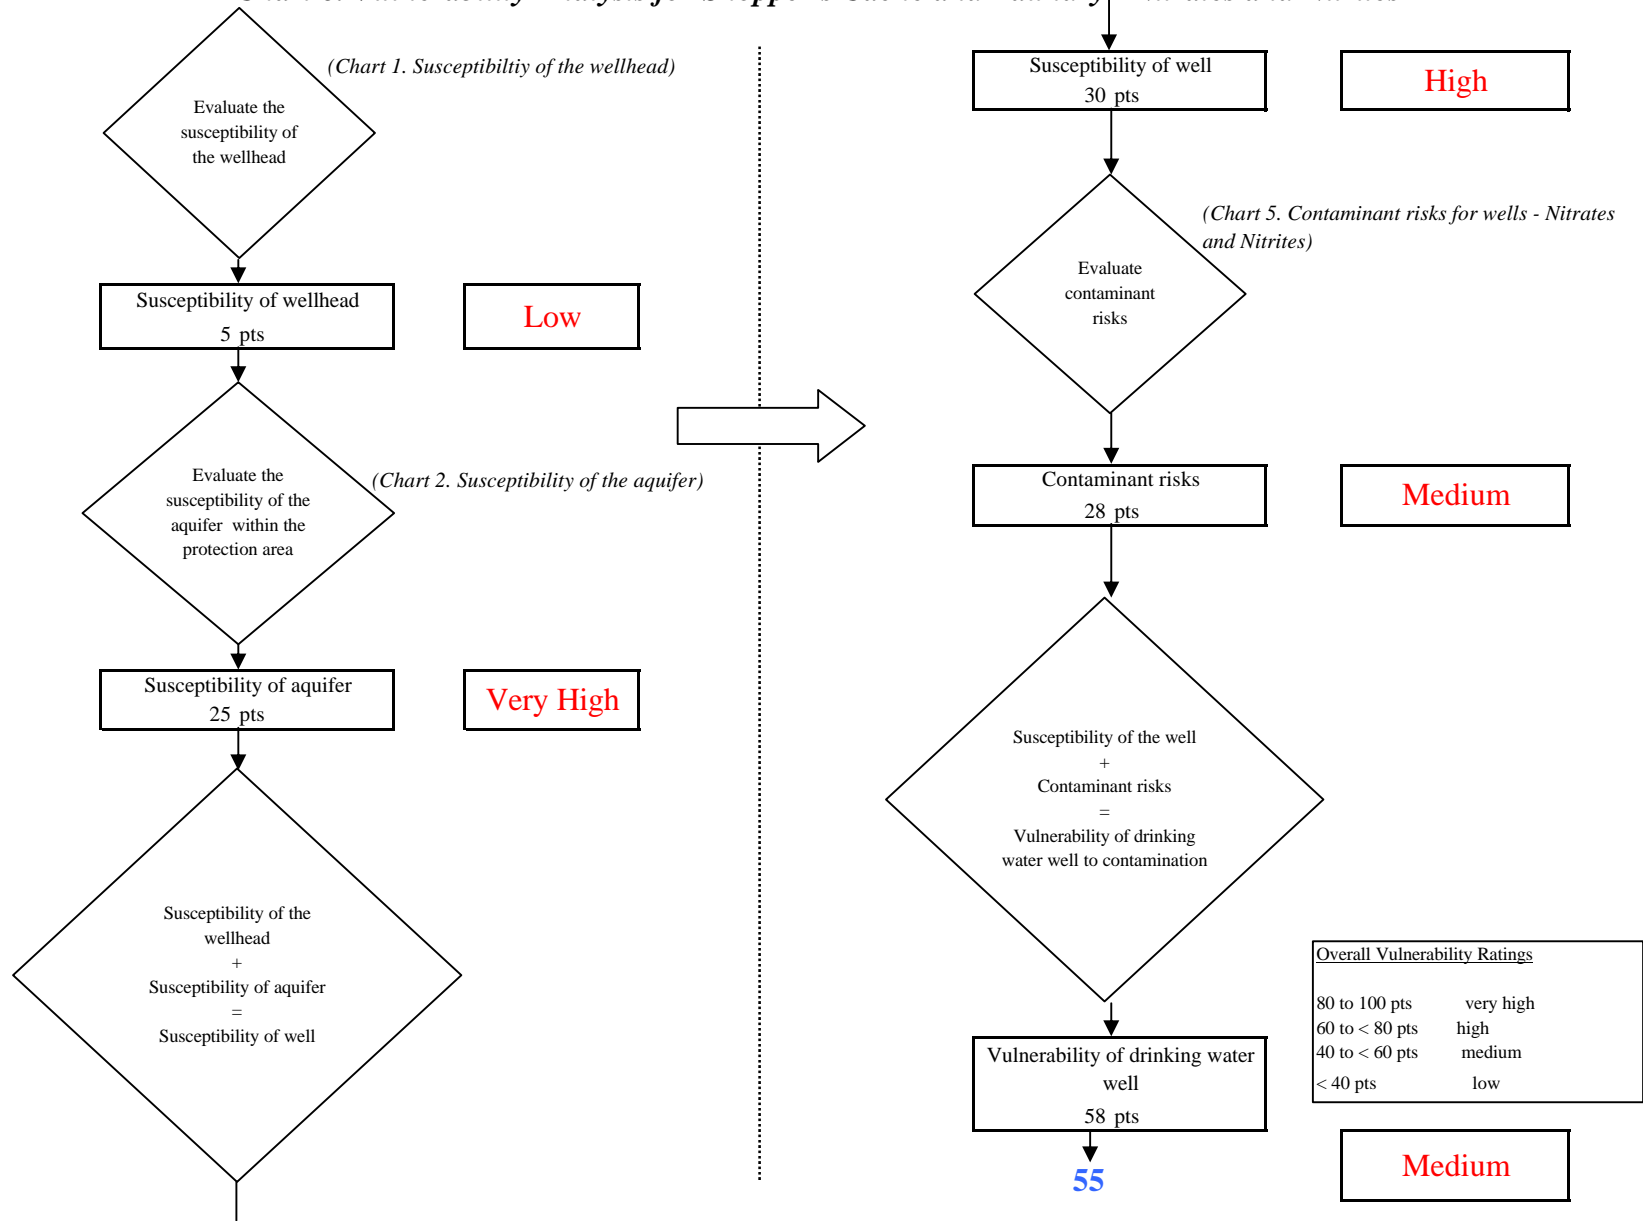 (Chart 1. Susceptibiltiy of the wellhead)
Evaluate the
susceptibility of
the wellhead
Susceptibility of wellhead
5 pts
Low
Evaluate the
susceptibility of the
aquifer within the
protection area
(Chart 2. Susceptibility of the aquifer)
Susceptibility of aquifer
25 pts
Very High
Susceptibility of the
wellhead
+
Susceptibility of aquifer
=
Susceptibility of well
Susceptibility of well
30 pts
High
(Chart 5. Contaminant risks for wells - Nitrates
and Nitrites)
Evaluate
contaminant
risks
Contaminant risks
28 pts
Medium
Susceptibility of the well
+
Contaminant risks
=
Vulnerability of drinking
water well to contamination
Overall Vulnerability Ratings
80 to 100 pts very high
60 to < 80 pts high
40 to < 60 pts medium
< 40 pts low
Vulnerability of drinking water
well
58 pts
55
Medium